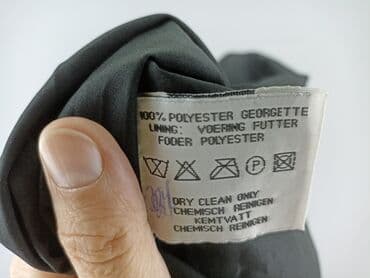 100% POLYESTER GEORGETTE
LINING: VOERING FUTTER
FODER POLYESTER
P
DRY CLEAN ONLY
CHEMISCH REINIGEN
KEMTVATT
CHEMISCH REINIGEN